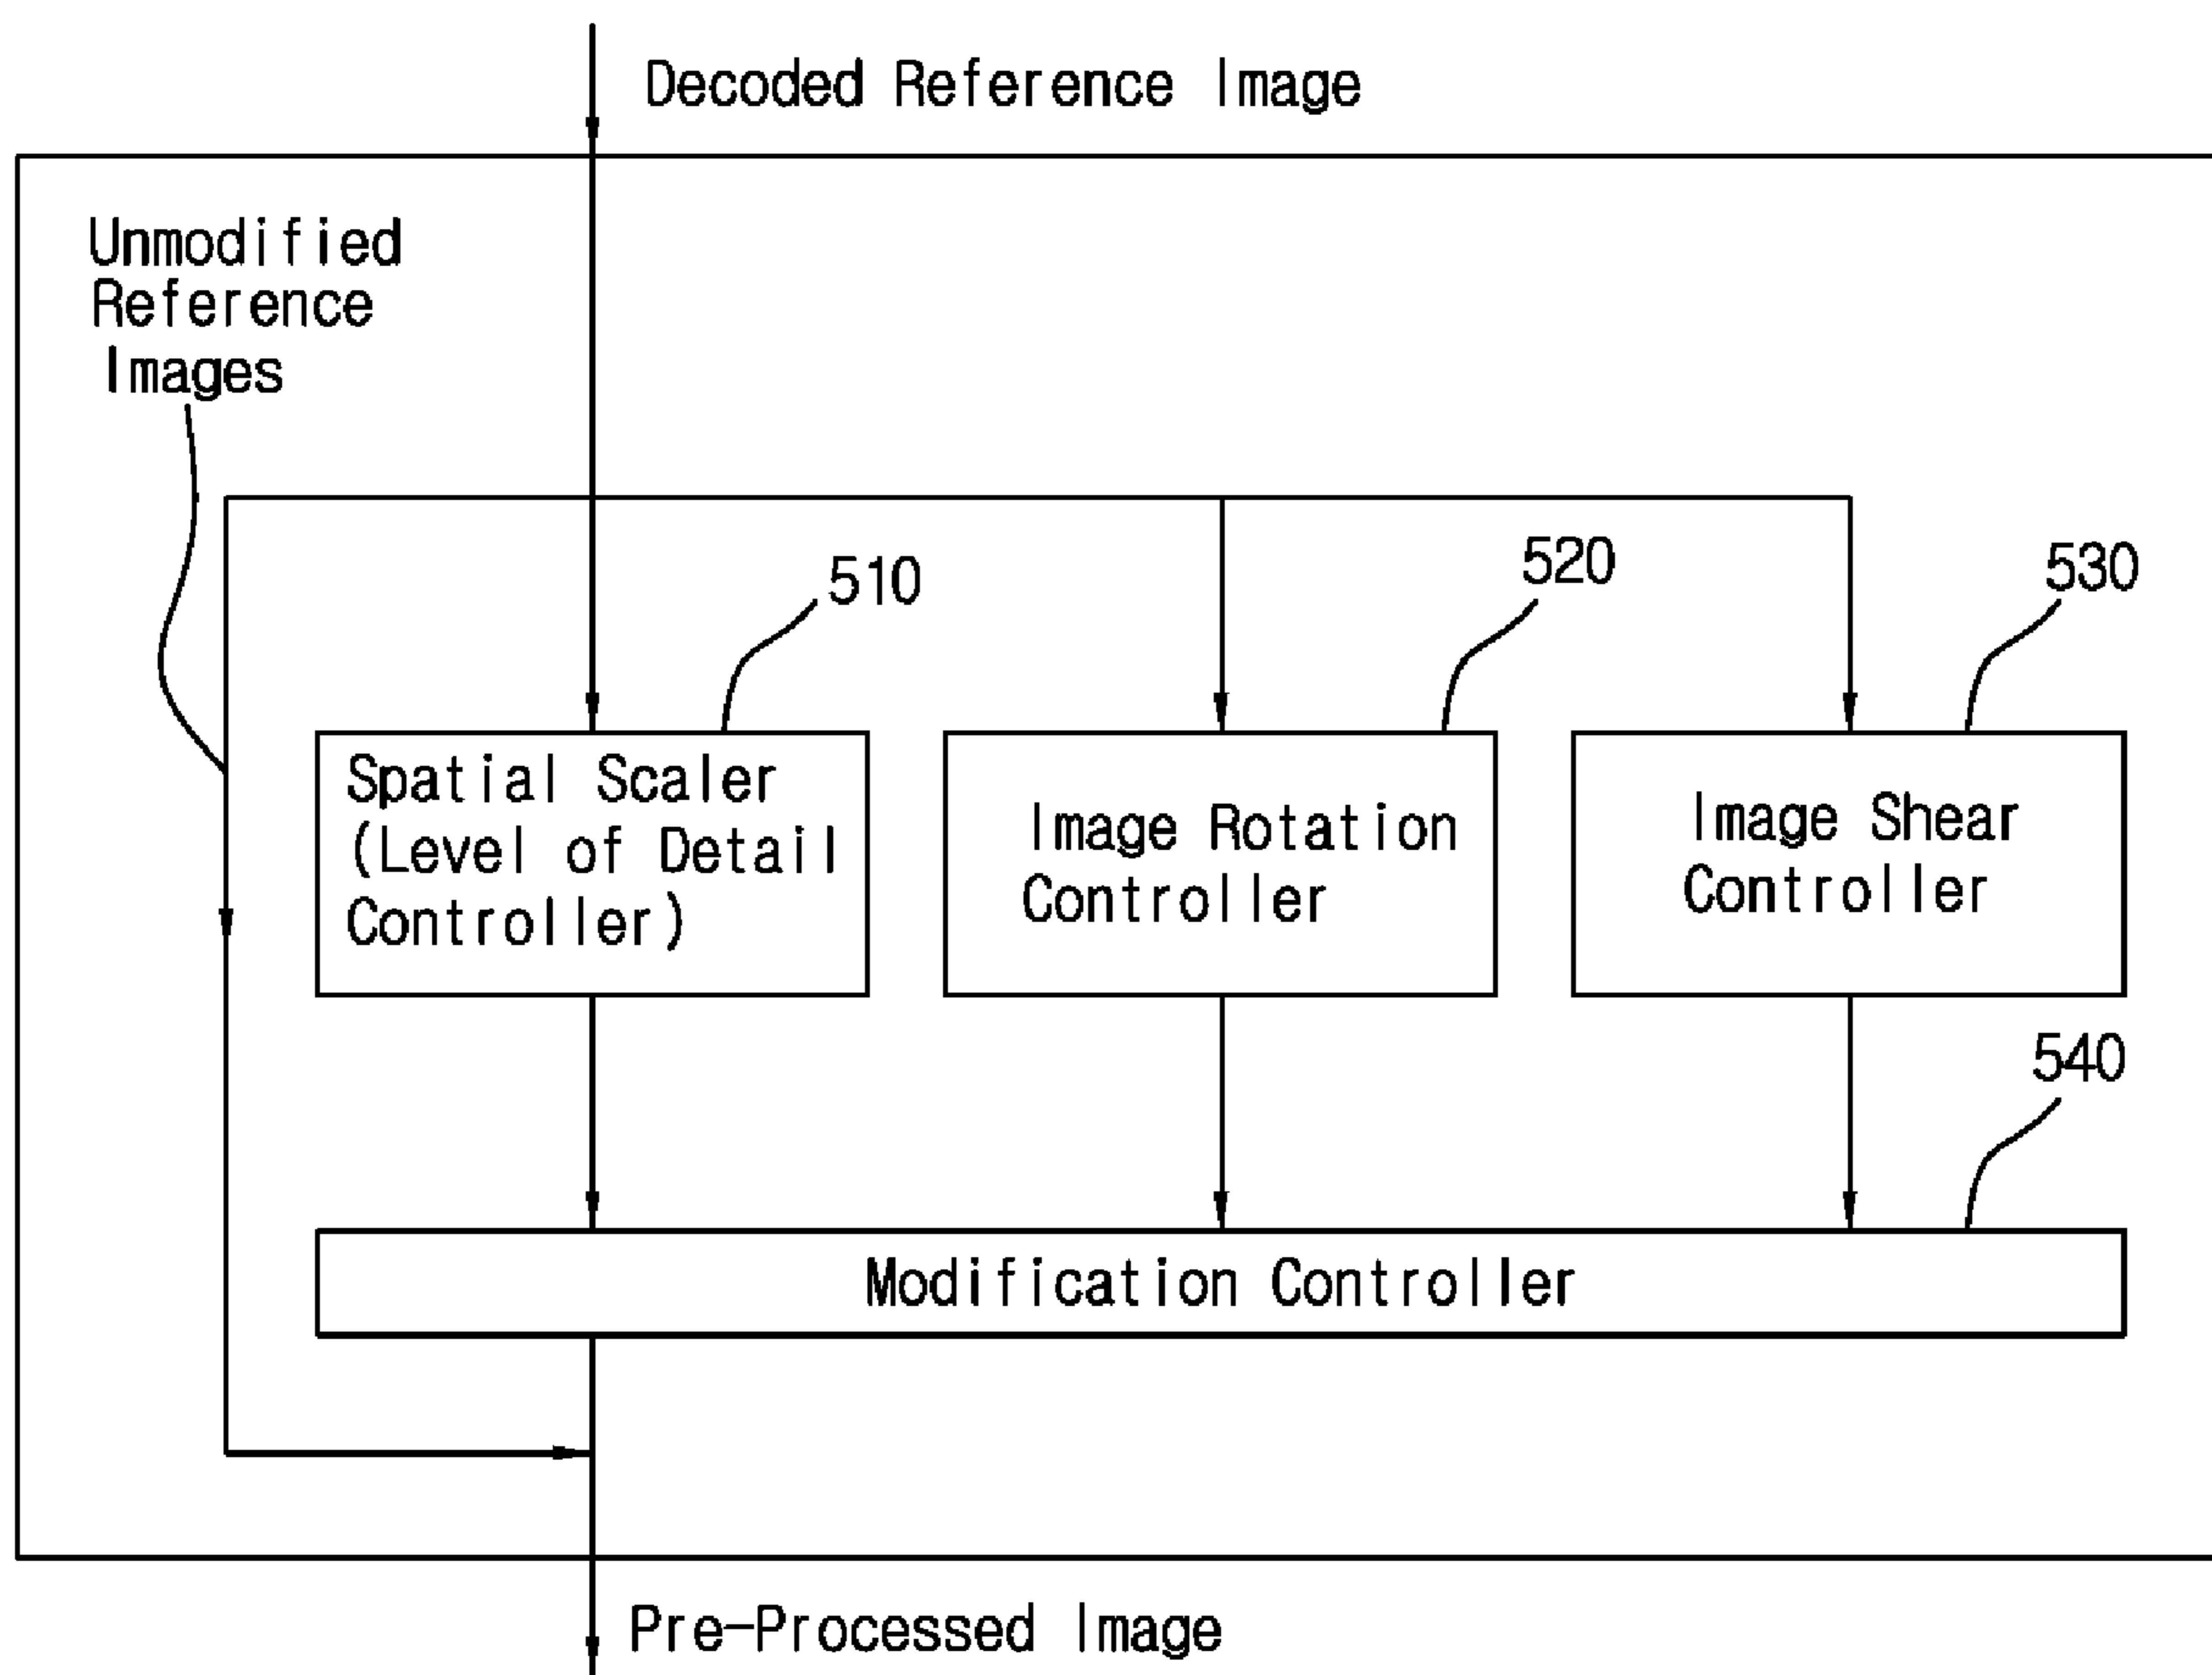 Decoded Reference Image
Unmodified
Reference
Images
510
520
530
Spatial Scaler
(Level of Detail
Controller)
Image Rotation
Controller
Image Shear
Controller
540
Modification Controller
Pre-Processed Image